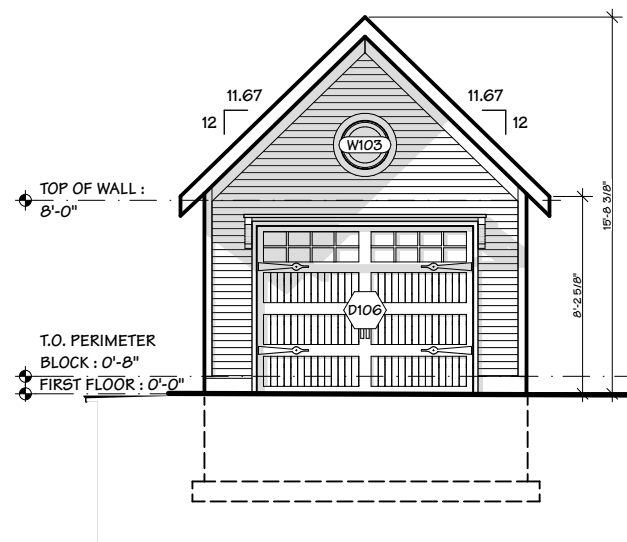 11.67
12
11.67
12
W103
TOP OF WALL :
8'-0"
D106
T.O. PERIMETER
BLOCK : 0'-8"
FIRST FLOOR : 0'-0"
8'-2 5/8"
15'-8 3/8"